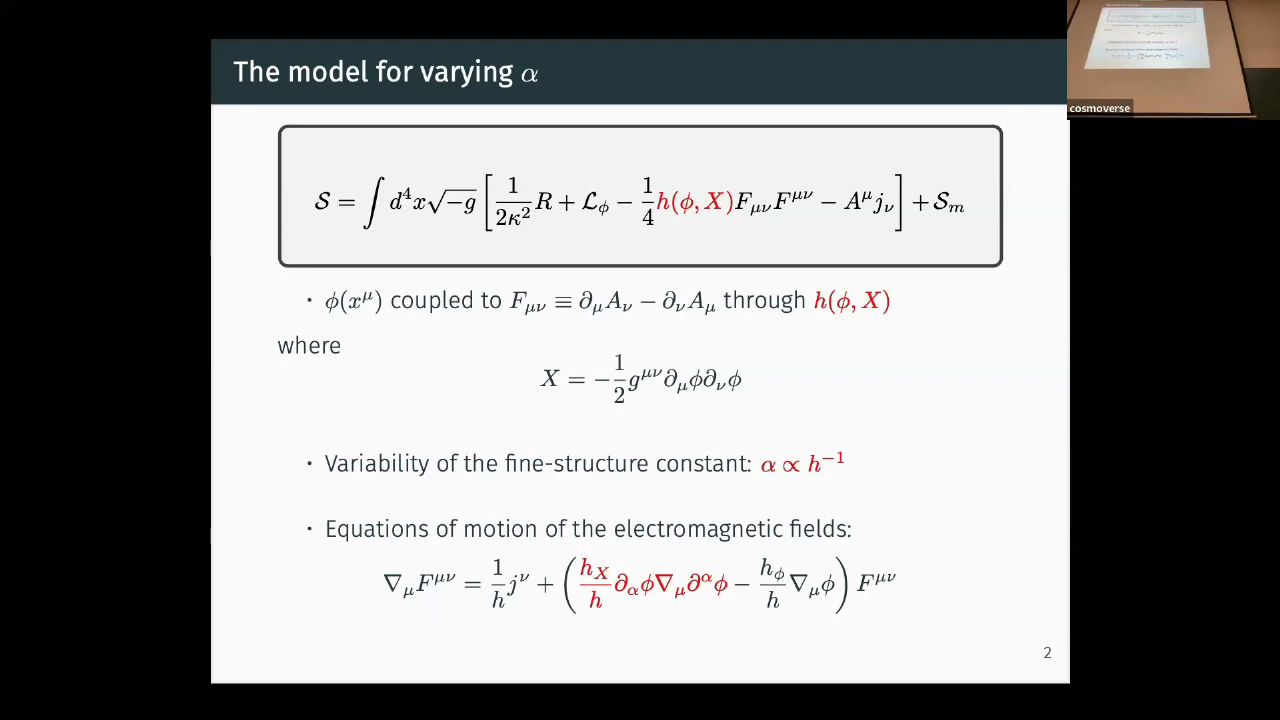 The model for varying α
cosmoverse
𝒮 = ∫ d⁴x√−g [ 1/2κ² R + ℒ_ϕ − 1/4 h(ϕ, X)F_μν F^μν − A^μ j_ν ] + 𝒮_m
· ϕ(x^μ) coupled to F_μν ≡ ∂_μ A_ν − ∂_ν A_μ through h(ϕ, X)
where
X = −1/2 g^μν ∂_μ ϕ ∂_ν ϕ
· Variability of the fine-structure constant: α ∝ h⁻¹
· Equations of motion of the electromagnetic fields:
∇_μ F^μν = 1/h j^ν + ( h_X/h ∂_α ϕ ∇_μ ∂^α ϕ − h_ϕ/h ∇_μ ϕ ) F^μν
2